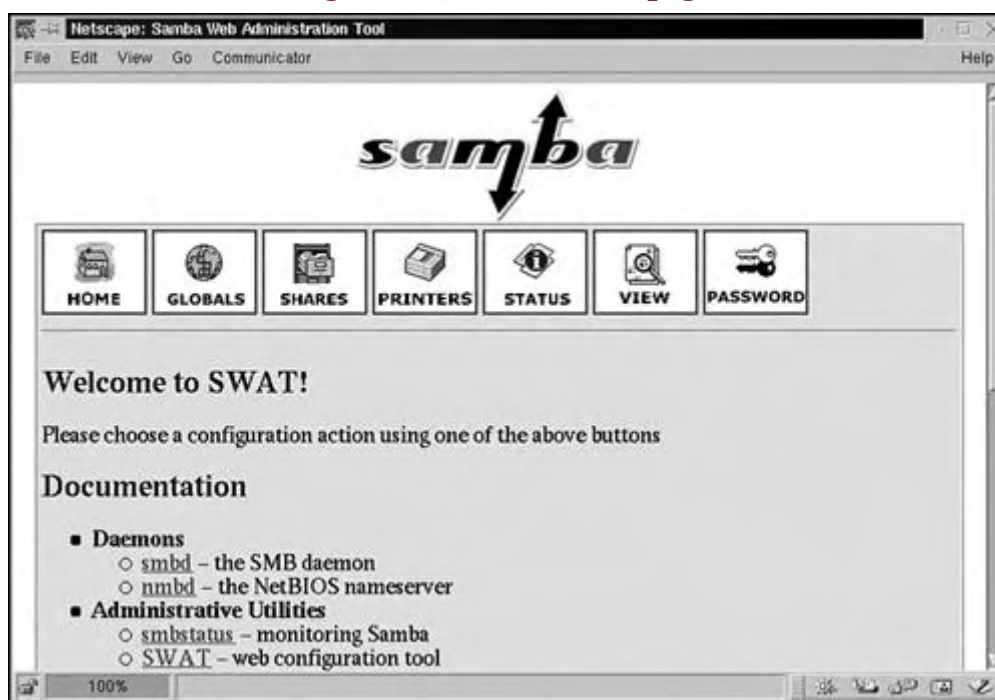 Netscape: Samba Web Administration Tool
File Edit View Go Communicator Help
samba
HOME GLOBALS SHARES PRINTERS STATUS VIEW PASSWORD
Welcome to SWAT!
Please choose a configuration action using one of the above buttons
Documentation
Daemons
smbd – the SMB daemon
nmbd – the NetBIOS nameserver
Administrative Utilities
smbstatus – monitoring Samba
SWAT – web configuration tool
100%